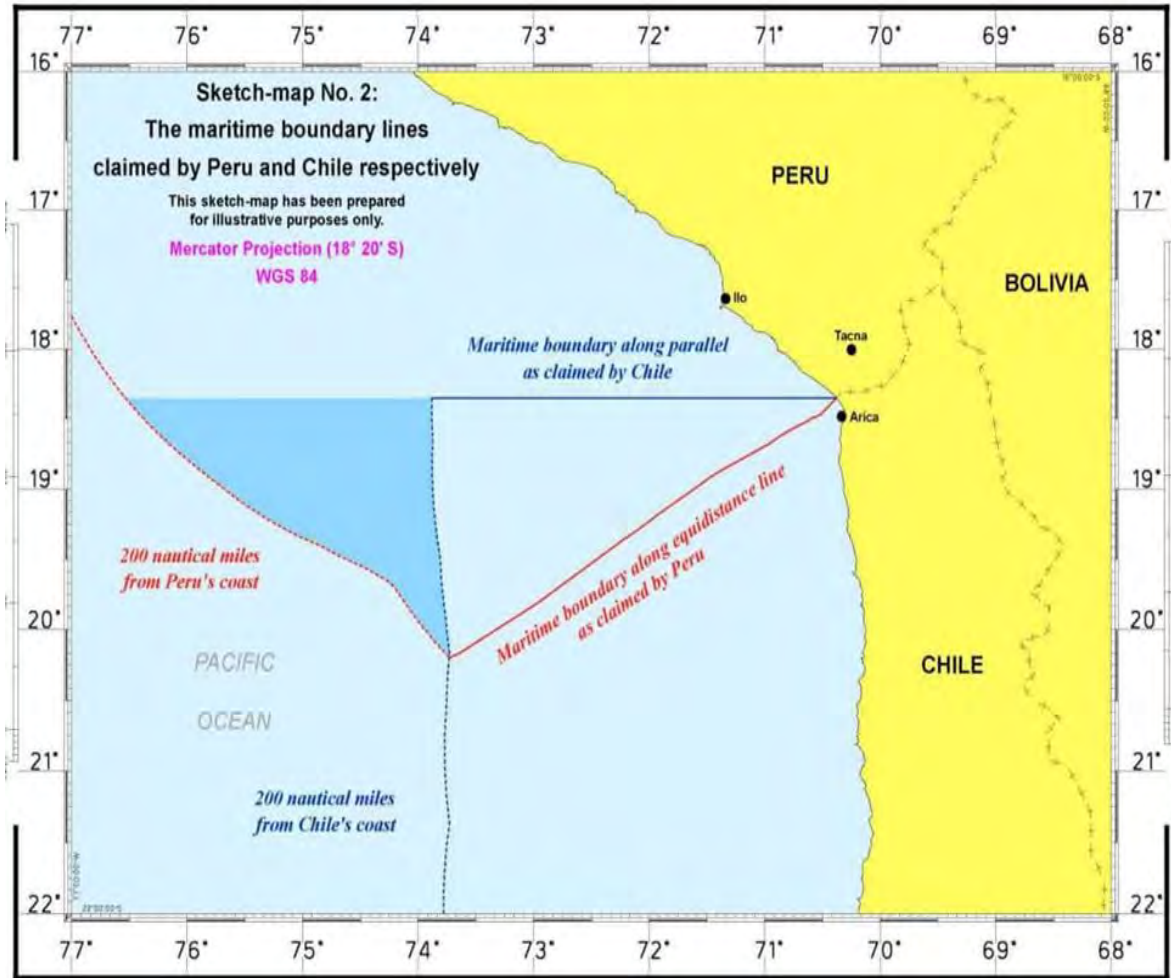 77° 76° 75° 74° 73° 72° 71° 70° 69° 68°
16° 16°
Sketch-map No. 2:
The maritime boundary lines
claimed by Peru and Chile respectively
This sketch-map has been prepared
for illustrative purposes only.
Mercator Projection (18° 20' S)
WGS 84
PERU
17° 17°
BOLIVIA
Ilo
Tacna
18° 18°
Maritime boundary along parallel
as claimed by Chile
Arica
19° 19°
Maritime boundary along equidistance line
as claimed by Peru
200 nautical miles
from Peru's coast
20° 20°
PACIFIC
OCEAN
CHILE
21° 21°
200 nautical miles
from Chile's coast
22° 22°
77° 76° 75° 74° 73° 72° 71° 70° 69° 68°